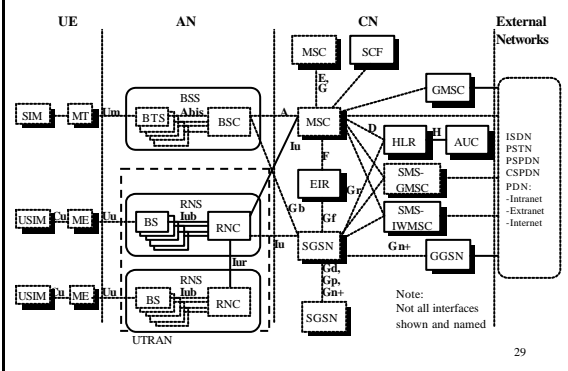 UE
AN
CN
External
Networks
MSC
SCF
E,
G
GMSC
BSS
SIM
MT
Um
BTS
Abis
BSC
A
MSC
D
HLR
H
AUC
Iu
F
ISDN
PSTN
PSPDN
CSPDN
PDN:
-Intranet
-Extranet
-Internet
EIR
Gr
SMS-
GMSC
RNS
Gb
USIM
Cu
ME
Uu
BS
Iub
RNC
Gf
SMS-
IWMSC
Iu
SGSN
Gn+
GGSN
Iur
RNS
Gd,
Gp,
Gn+
USIM
Cu
ME
Uu
BS
Iub
RNC
SGSN
Note:
Not all interfaces
shown and named
UTRAN
29